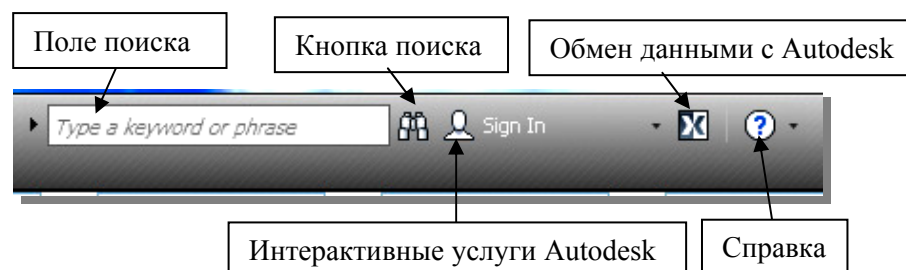 Поле поиска
Кнопка поиска
Обмен данными с Autodesk
Type a keyword or phrase
Sign In
?
Интерактивные услуги Autodesk
Справка